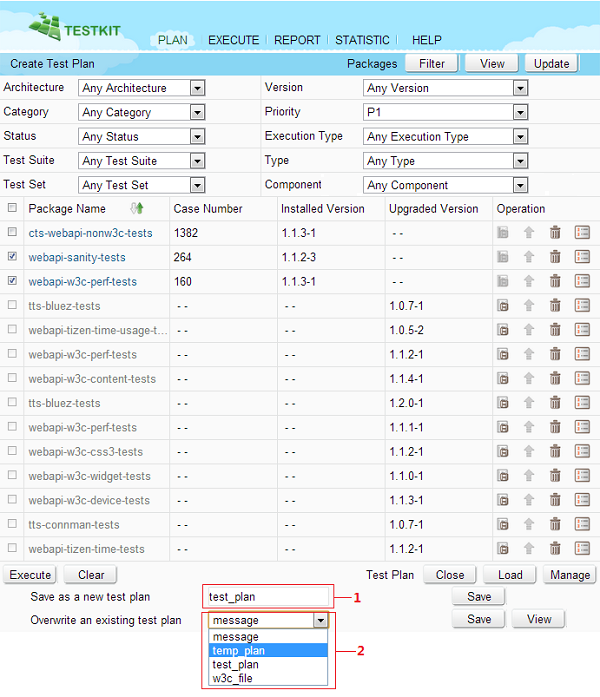 TESTKIT
PLAN EXECUTE REPORT STATISTIC HELP
Create Test Plan Packages Filter View Update
Architecture Any Architecture Version Any Version
Category Any Category Priority P1
Status Any Status Execution Type Any Execution Type
Test Suite Any Test Suite Type Any Type
Test Set Any Test Set Component Any Component
Package Name Case Number Installed Version Upgraded Version Operation
cts-webapi-nonw3c-tests 1382 1.1.3-1 --
webapi-sanity-tests 264 1.1.2-3 --
webapi-w3c-perf-tests 160 1.1.3-1 --
tts-bluez-tests -- -- 1.0.7-1
webapi-tizen-time-usage-t... -- -- 1.0.5-2
webapi-w3c-perf-tests -- -- 1.1.2-1
webapi-w3c-content-tests -- -- 1.1.4-1
tts-bluez-tests -- -- 1.2.0-1
webapi-w3c-perf-tests -- -- 1.1.1-1
webapi-w3c-css3-tests -- -- 1.1.2-1
webapi-w3c-widget-tests -- -- 1.1.0-1
webapi-w3c-device-tests -- -- 1.1.3-1
tts-connman-tests -- -- 1.0.7-1
webapi-tizen-time-tests -- -- 1.1.2-1
Execute Clear Test Plan Close Load Manage
Save as a new test plan test_plan 1 Save
Overwrite an existing test plan message Save View
message
temp_plan 2
test_plan
w3c_file